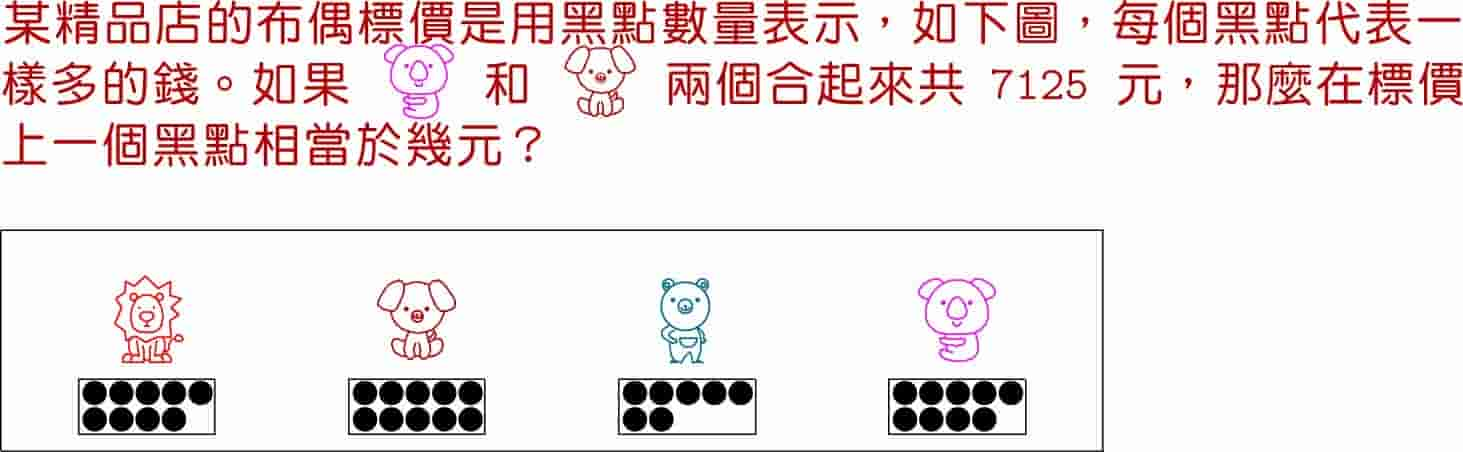 某精品店的布偶標價是用黑點數量表示，如下圖，每個黑點代表一
樣多的錢。如果 和 兩個合起來共 7125 元，那麼在標價
上一個黑點相當於幾元？